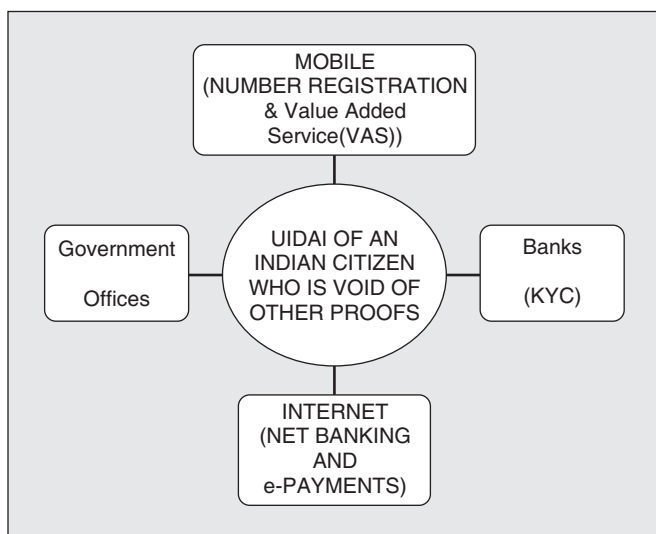 MOBILE
(NUMBER REGISTRATION
& Value Added
Service(VAS))
Government
Offices
UIDAI OF AN
INDIAN CITIZEN
WHO IS VOID OF
OTHER PROOFS
Banks
(KYC)
INTERNET
(NET BANKING
AND
e-PAYMENTS)